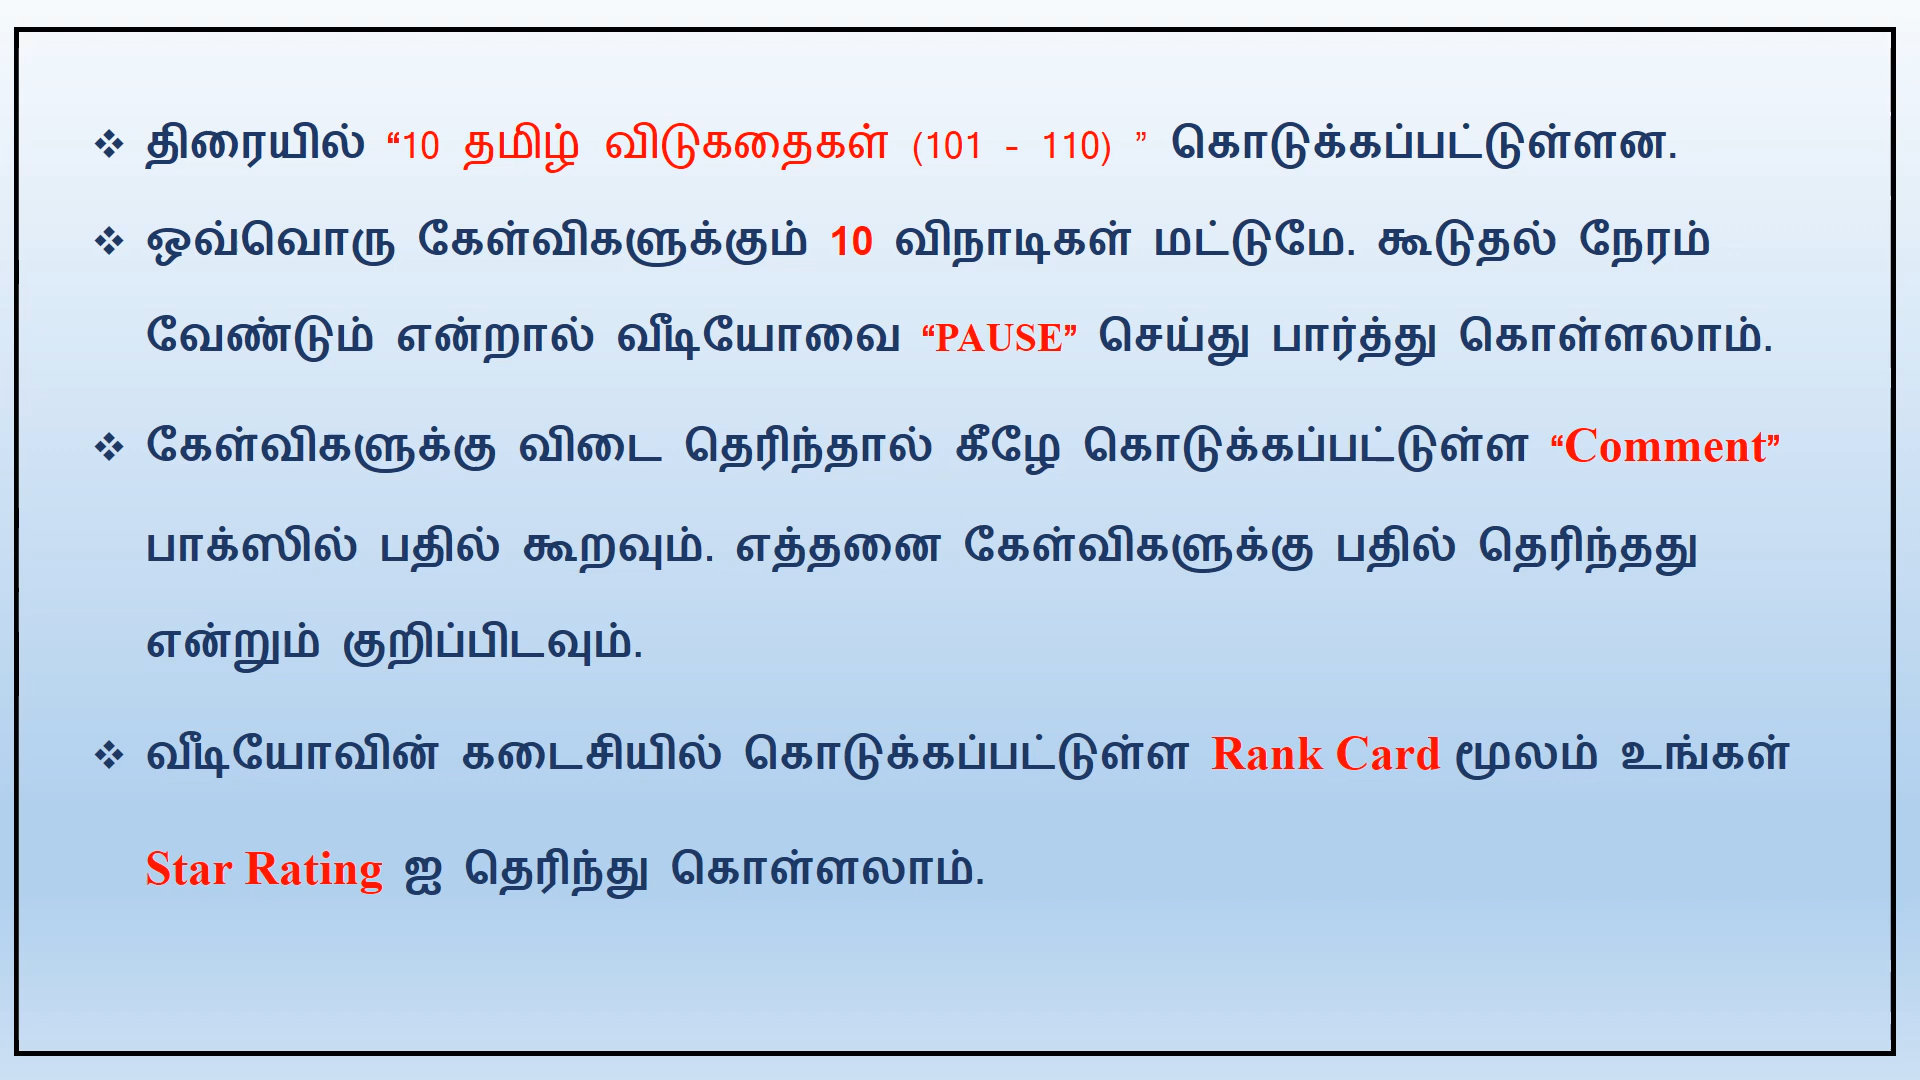 ❖ திரையில் “10 தமிழ் விடுகதைகள் (101 - 110) ” கொடுக்கப்பட்டுள்ளன.
❖ ஒவ்வொரு கேள்விகளுக்கும் 10 விநாடிகள் மட்டுமே. கூடுதல் நேரம்
வேண்டும் என்றால் வீடியோவை “PAUSE” செய்து பார்த்து கொள்ளலாம்.
❖ கேள்விகளுக்கு விடை தெரிந்தால் கீழே கொடுக்கப்பட்டுள்ள “Comment”
பாக்ஸில் பதில் கூறவும். எத்தனை கேள்விகளுக்கு பதில் தெரிந்தது
என்றும் குறிப்பிடவும்.
❖ வீடியோவின் கடைசியில் கொடுக்கப்பட்டுள்ள Rank Card மூலம் உங்கள்
Star Rating ஐ தெரிந்து கொள்ளலாம்.